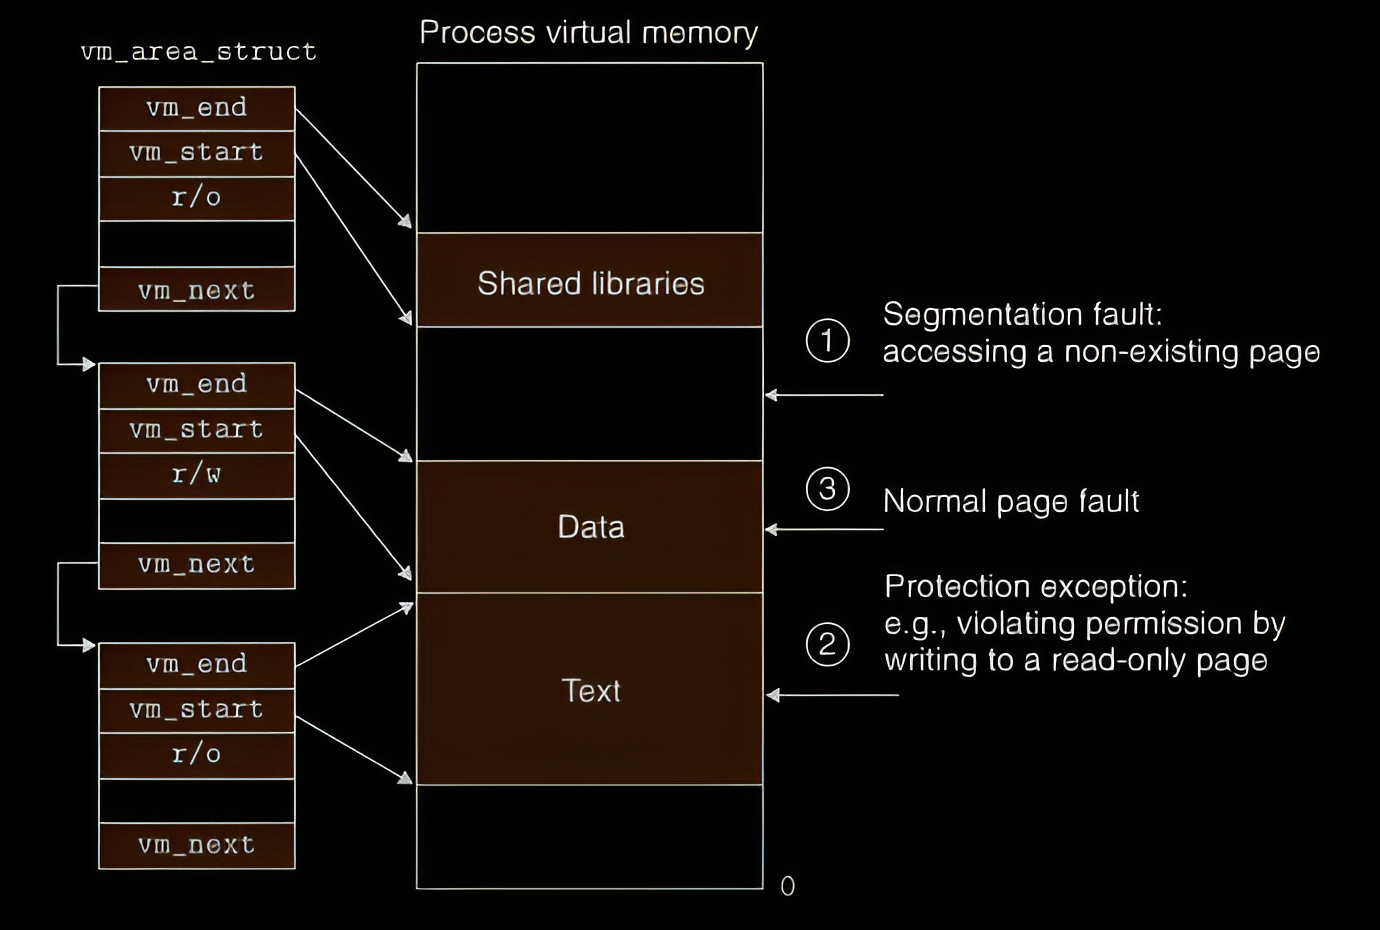 Process virtual memory
vm_area_struct
vm_end
vm_start
r/o
vm_next
vm_end
vm_start
r/w
vm_next
vm_end
vm_start
r/o
vm_next
Shared libraries
Data
Text
0
1
Segmentation fault:
accessing a non-existing page
3
Normal page fault
2
Protection exception:
e.g., violating permission by
writing to a read-only page